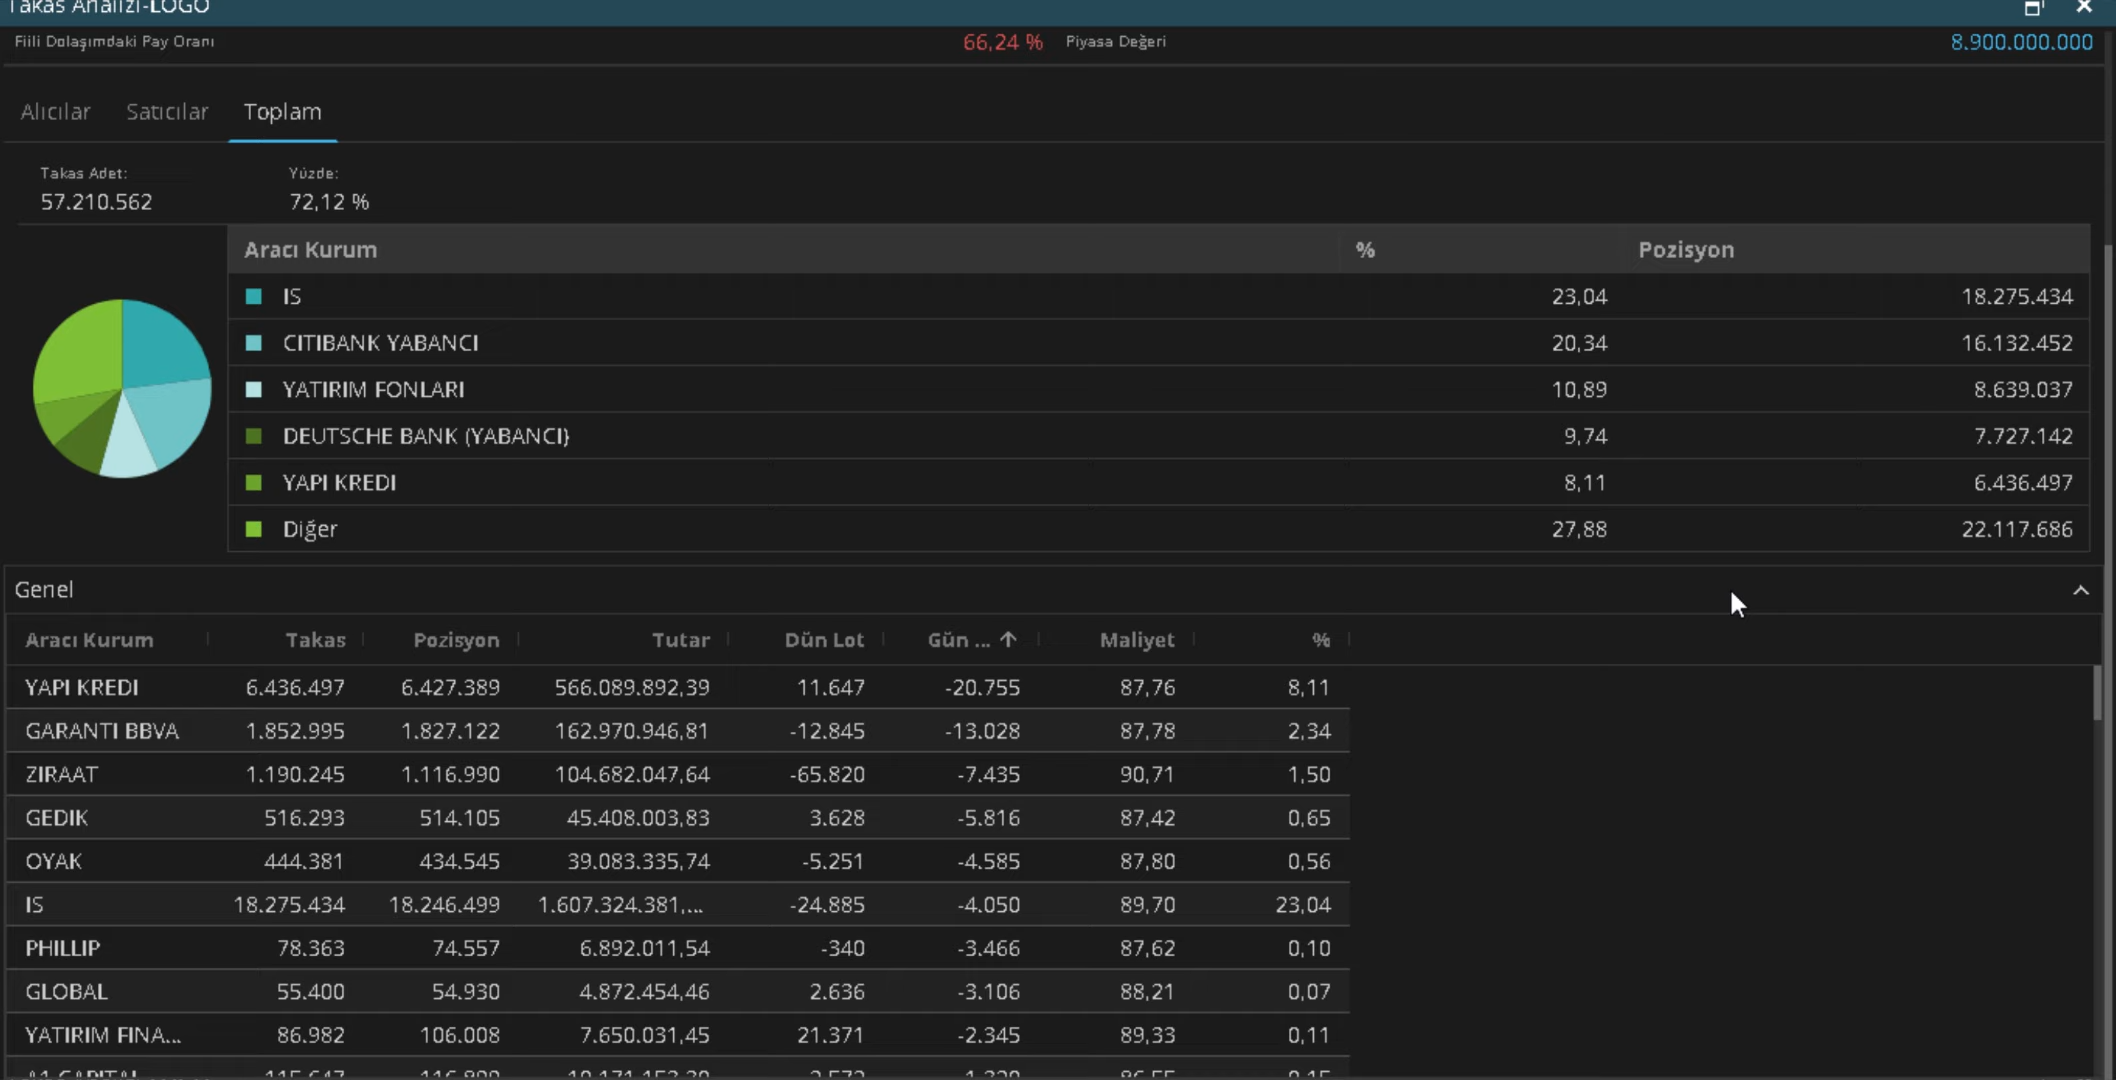 Takas Analizi-LOGO
Fiili Dolaşımdaki Pay Oranı 66,24 % Piyasa Değeri 8.900.000.000
Alıcılar Satıcılar Toplam
Takas Adet: Yüzde:
57.210.562 72,12 %
Aracı Kurum % Pozisyon
IS 23,04 18.275.434
CITIBANK YABANCI 20,34 16.132.452
YATIRIM FONLARI 10,89 8.639.037
DEUTSCHE BANK (YABANCI) 9,74 7.727.142
YAPI KREDI 8,11 6.436.497
Diğer 27,88 22.117.686
Genel
Aracı Kurum Takas Pozisyon Tutar Dün Lot Gün ... Maliyet %
YAPI KREDI 6.436.497 6.427.389 566.089.892,39 11.647 -20.755 87,76 8,11
GARANTI BBVA 1.852.995 1.827.122 162.970.946,81 -12.845 -13.028 87,78 2,34
ZIRAAT 1.190.245 1.116.990 104.682.047,64 -65.820 -7.435 90,71 1,50
GEDIK 516.293 514.105 45.408.003,83 3.628 -5.816 87,42 0,65
OYAK 444.381 434.545 39.083.335,74 -5.251 -4.585 87,80 0,56
IS 18.275.434 18.246.499 1.607.324.381,... -24.885 -4.050 89,70 23,04
PHILLIP 78.363 74.557 6.892.011,54 -340 -3.466 87,62 0,10
GLOBAL 55.400 54.930 4.872.454,46 2.636 -3.106 88,21 0,07
YATIRIM FINA... 86.982 106.008 7.650.031,45 21.371 -2.345 89,33 0,11